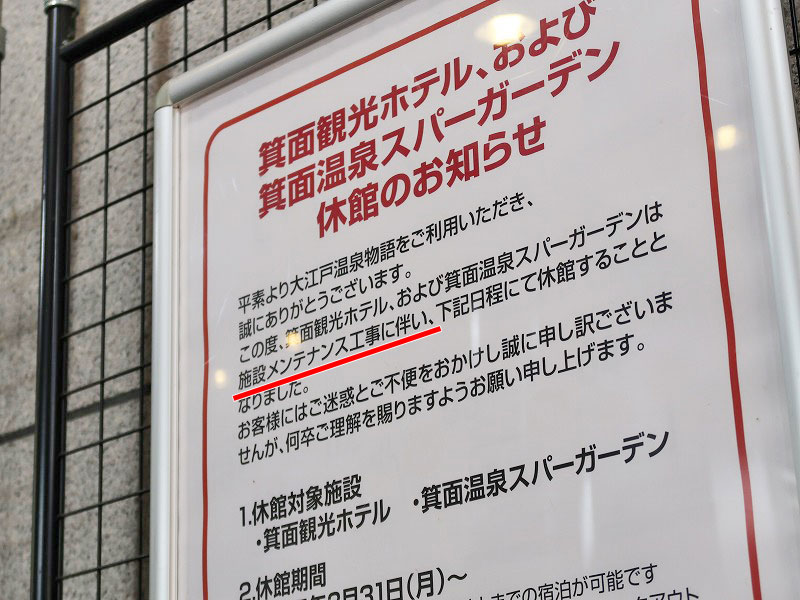 箕面観光ホテル、および
箕面温泉スパーガーデン
休館のお知らせ
平素より大江戸温泉物語をご利用いただき、
誠にありがとうございます。
この度、箕面観光ホテル、および箕面温泉スパーガーデンは
施設メンテナンス工事に伴い、下記日程にて休館することと
なりました。
お客様にはご迷惑とご不便をおかけし誠に申し訳ございま
せんが、何卒ご理解を賜りますようお願い申し上げます。
1.休館対象施設
・箕面観光ホテル ・箕面温泉スパーガーデン
2.休館期間
月31日(月)～
までの宿泊が可能です